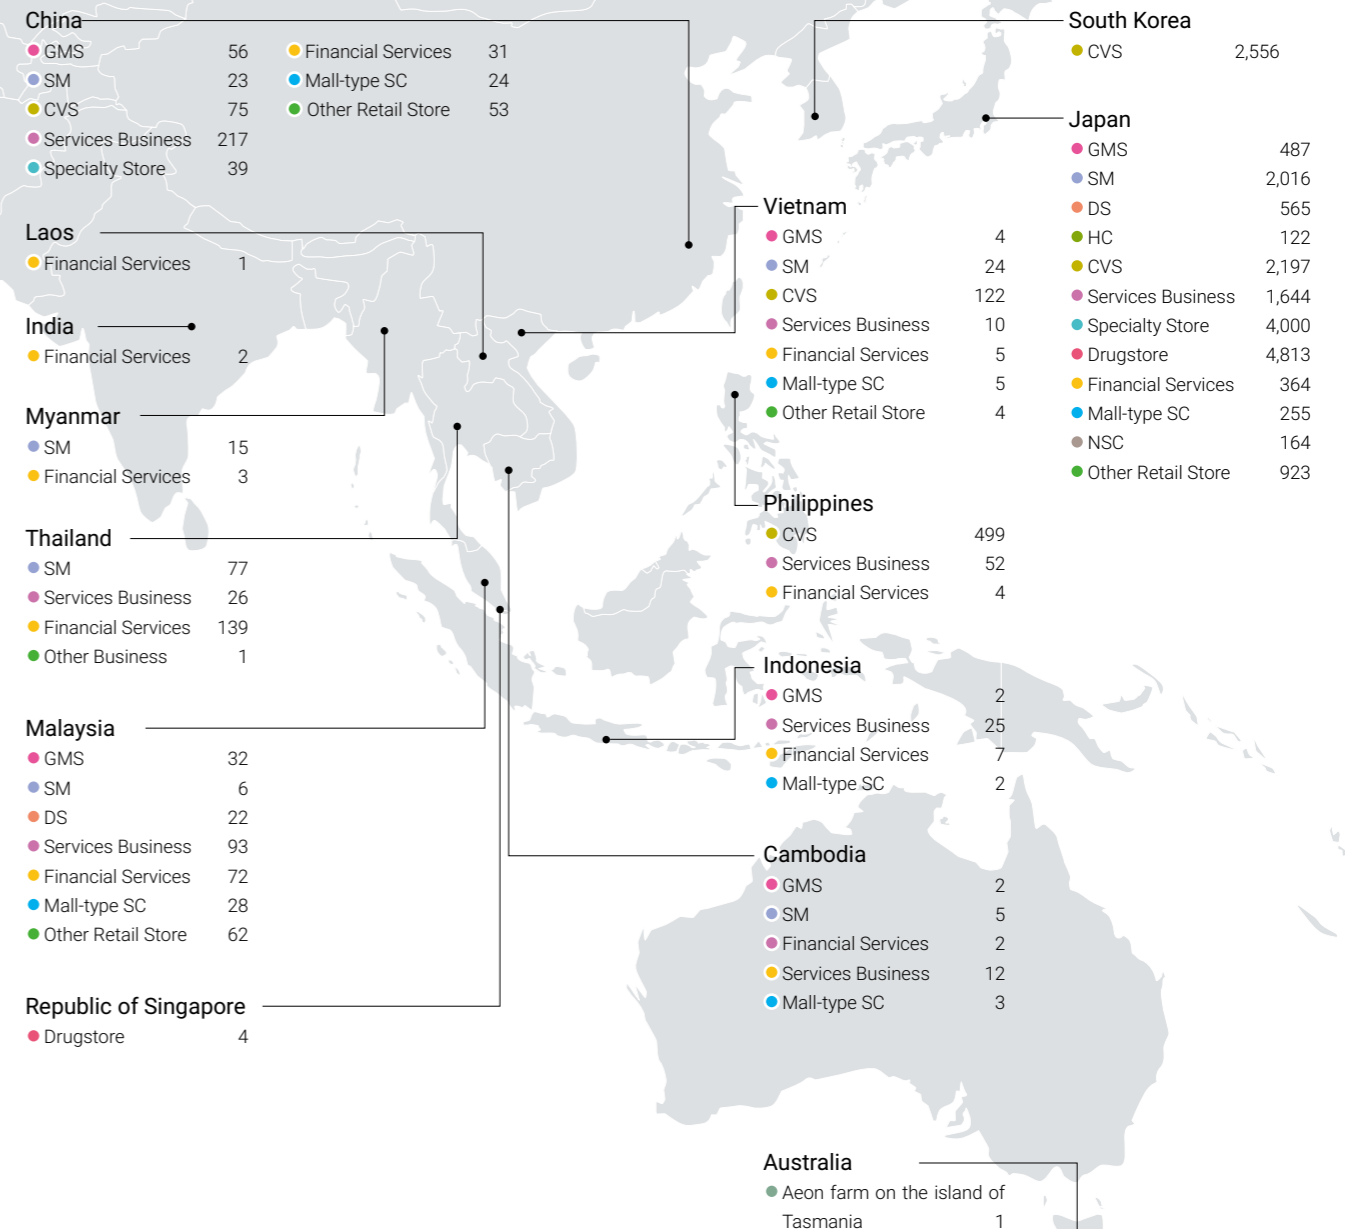 China
GMS 56
SM 23
CVS 75
Services Business 217
Specialty Store 39
Financial Services 31
Mall-type SC 24
Other Retail Store 53
Laos
Financial Services 1
India
Financial Services 2
Myanmar
SM 15
Financial Services 3
Thailand
SM 77
Services Business 26
Financial Services 139
Other Business 1
Malaysia
GMS 32
SM 6
DS 22
Services Business 93
Financial Services 72
Mall-type SC 28
Other Retail Store 62
Republic of Singapore
Drugstore 4
Vietnam
GMS 4
SM 24
CVS 122
Services Business 10
Financial Services 5
Mall-type SC 5
Other Retail Store 4
Philippines
CVS 499
Services Business 52
Financial Services 4
Indonesia
GMS 2
Services Business 25
Financial Services 7
Mall-type SC 2
Cambodia
GMS 2
SM 5
Financial Services 2
Services Business 12
Mall-type SC 3
Australia
Aeon farm on the island of
Tasmania 1
South Korea
CVS 2,556
Japan
GMS 487
SM 2,016
DS 565
HC 122
CVS 2,197
Services Business 1,644
Specialty Store 4,000
Drugstore 4,813
Financial Services 364
Mall-type SC 255
NSC 164
Other Retail Store 923